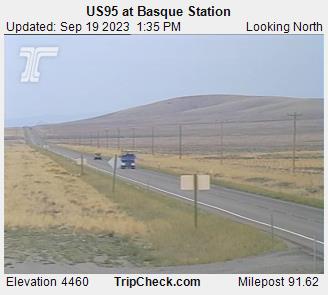 US95 at Basque Station
Updated: Sep 19 2023 1:35 PM Looking North
Elevation 4460 TripCheck.com Milepost 91.62